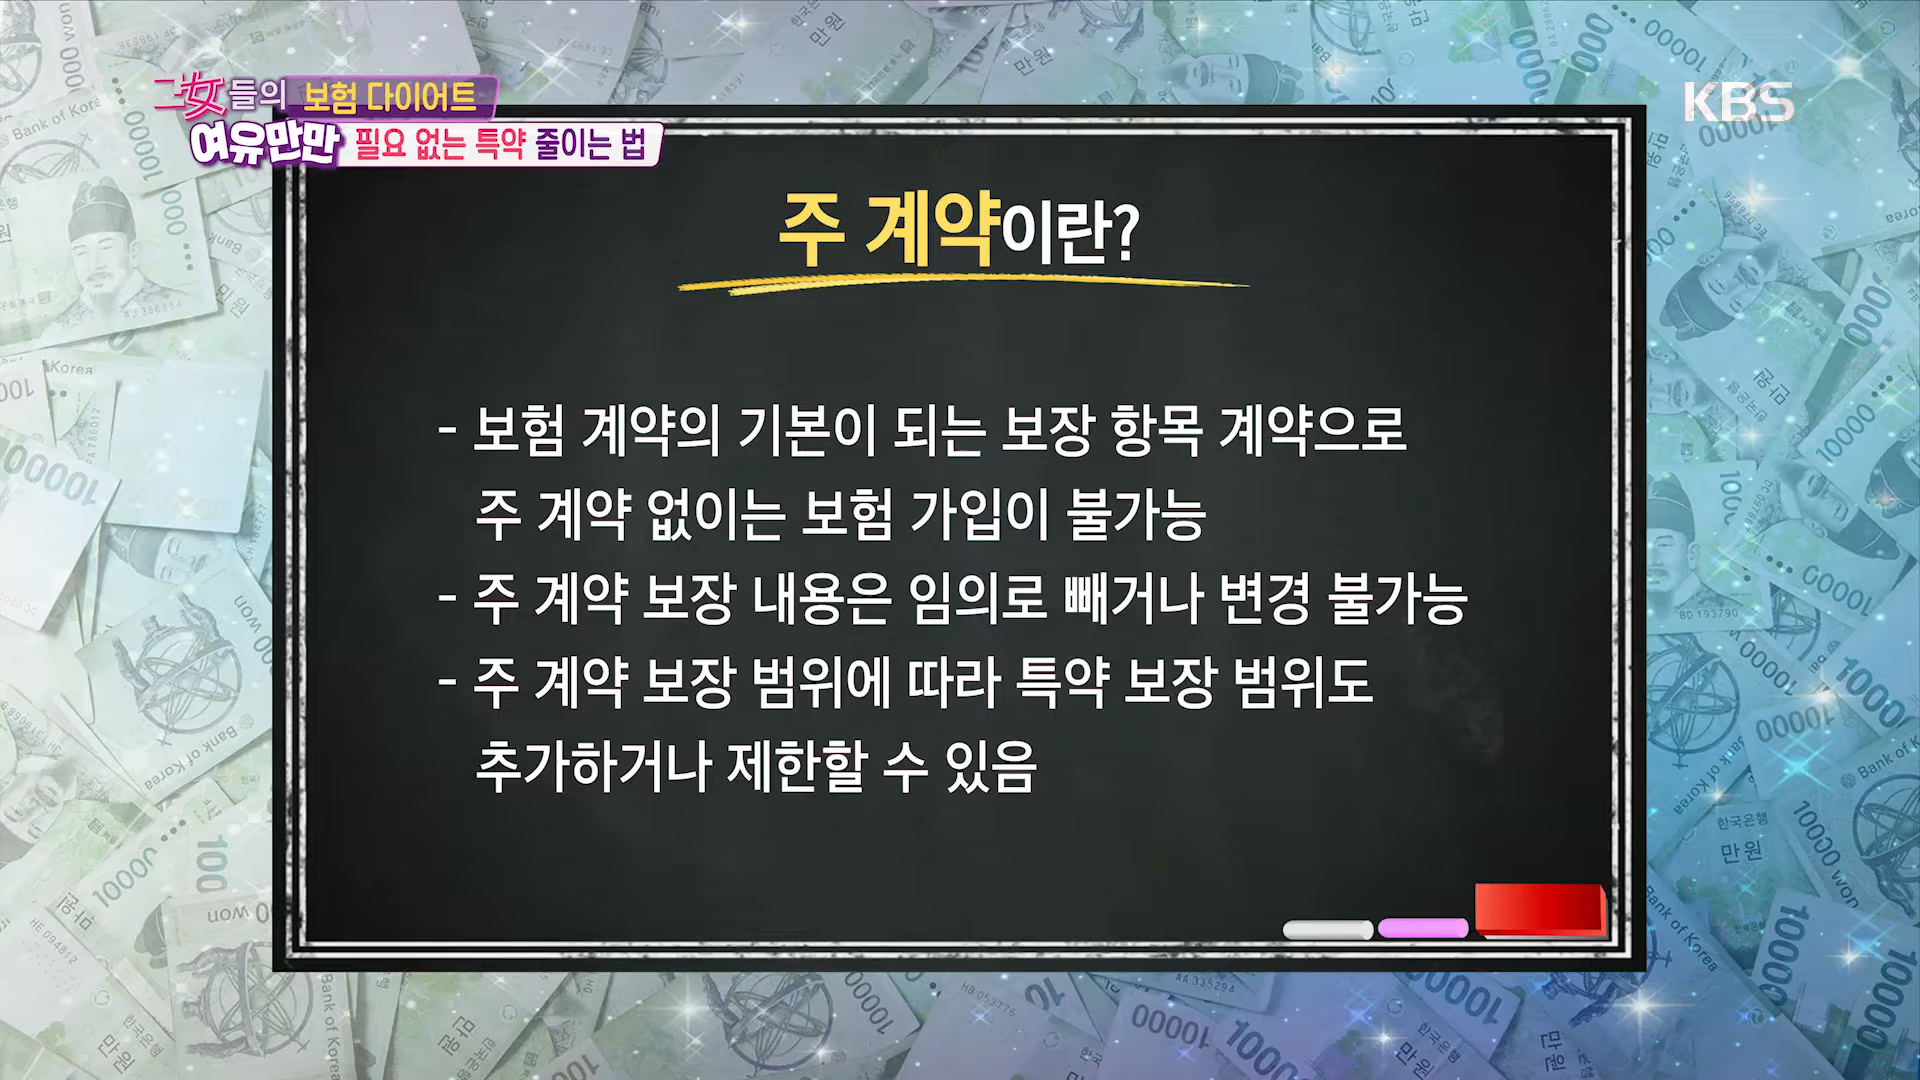 그女들의 보험 다이어트
여유만만 필요 없는 특약 줄이는 법
KBS
주 계약이란?
- 보험 계약의 기본이 되는 보장 항목 계약으로
주 계약 없이는 보험 가입이 불가능
- 주 계약 보장 내용은 임의로 빼거나 변경 불가능
- 주 계약 보장 범위에 따라 특약 보장 범위도
추가하거나 제한할 수 있음